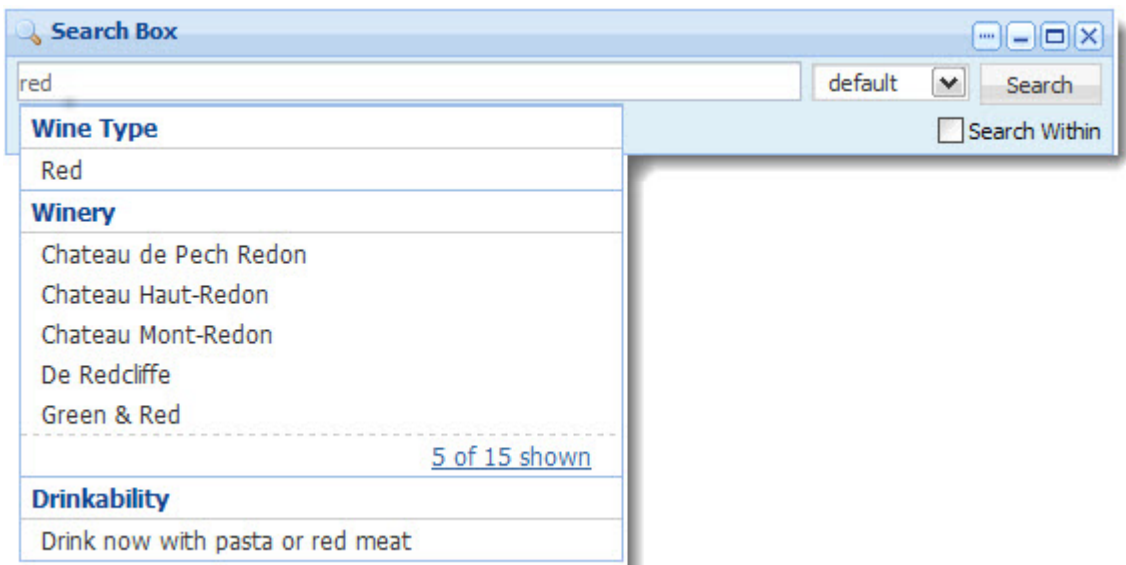 Search Box
red
default
Search
Search Within
Wine Type
Red
Winery
Chateau de Pech Redon
Chateau Haut-Redon
Chateau Mont-Redon
De Redcliffe
Green & Red
5 of 15 shown
Drinkability
Drink now with pasta or red meat